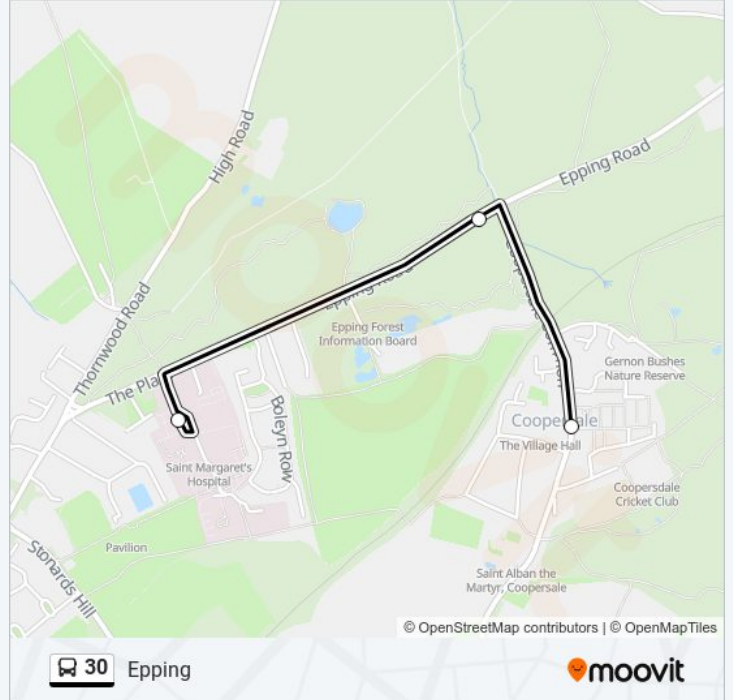 High Road
Epping Road
Thornwood Road
Epping Road
Epping Forest
Information Board
Gernon Bushes
Nature Reserve
The Pla
Boleyn Row
Coopersale
The Village Hall
Saint Margaret's
Hospital
Coopersdale
Cricket Club
Pavilion
Stonards Hill
Saint Alban the
Martyr, Coopersale
© OpenStreetMap contributors | © OpenMapTiles
30 Epping
moovit